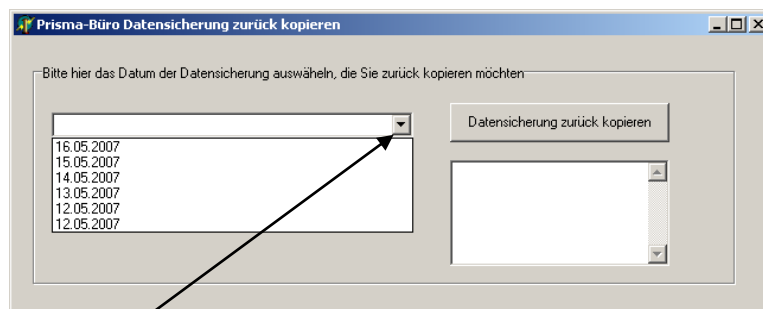 Prisma-Büro Datensicherung zurück kopieren
Bitte hier das Datum der Datensicherung auswäheln, die Sie zurück kopieren möchten
Datensicherung zurück kopieren
16.05.2007
15.05.2007
14.05.2007
13.05.2007
12.05.2007
12.05.2007